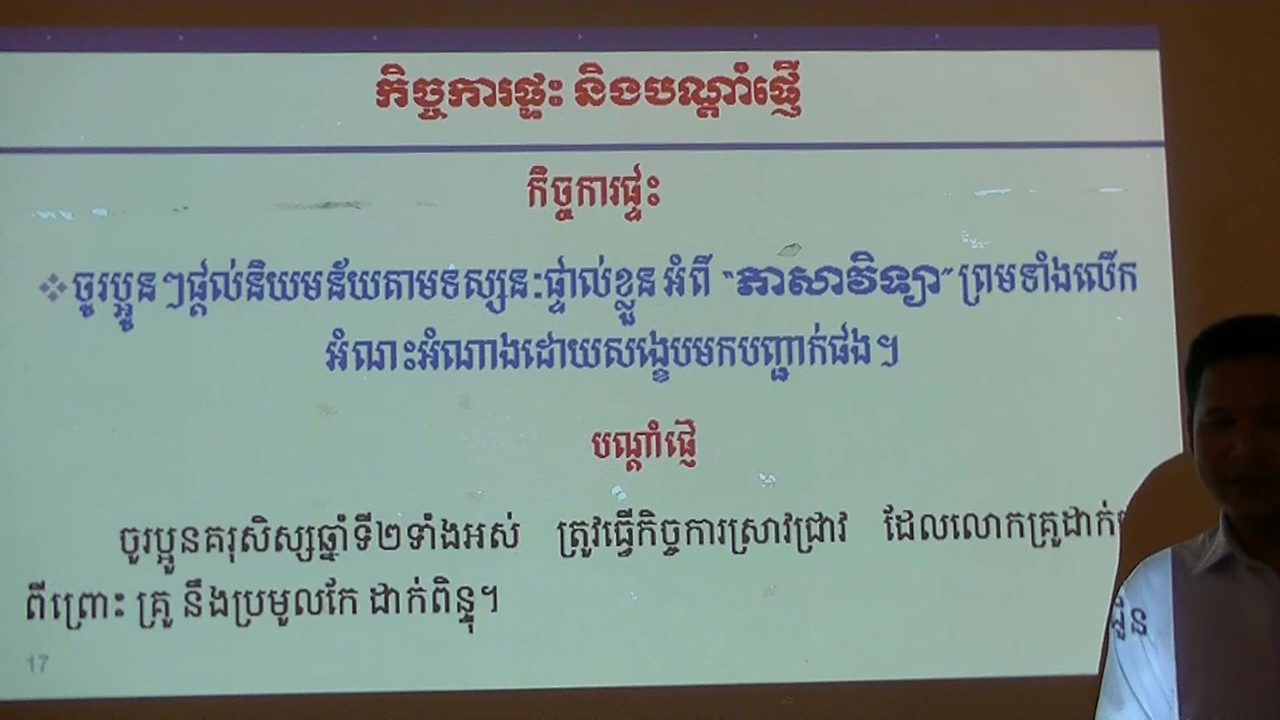 កិច្ចការផ្ទះ និងបណ្តាំផ្ញើ
កិច្ចការផ្ទះ
❖ចូរប្អូនៗផ្តល់និយមន័យតាមទស្សនៈផ្ទាល់ខ្លួន អំពី “ភាសាវិទ្យា” ព្រមទាំងលើក
អំណះអំណាងដោយសង្ខេបមកបញ្ជាក់ផង។
បណ្តាំផ្ញើ
ចូរប្អូនគរុសិស្សឆ្នាំទី២ទាំងអស់ ត្រូវធ្វើកិច្ចការស្រាវជ្រាវ ដែលលោកគ្រូដាក់
ពីព្រោះ គ្រូ នឹងប្រមូលកែ ដាក់ពិន្ទុ។
17